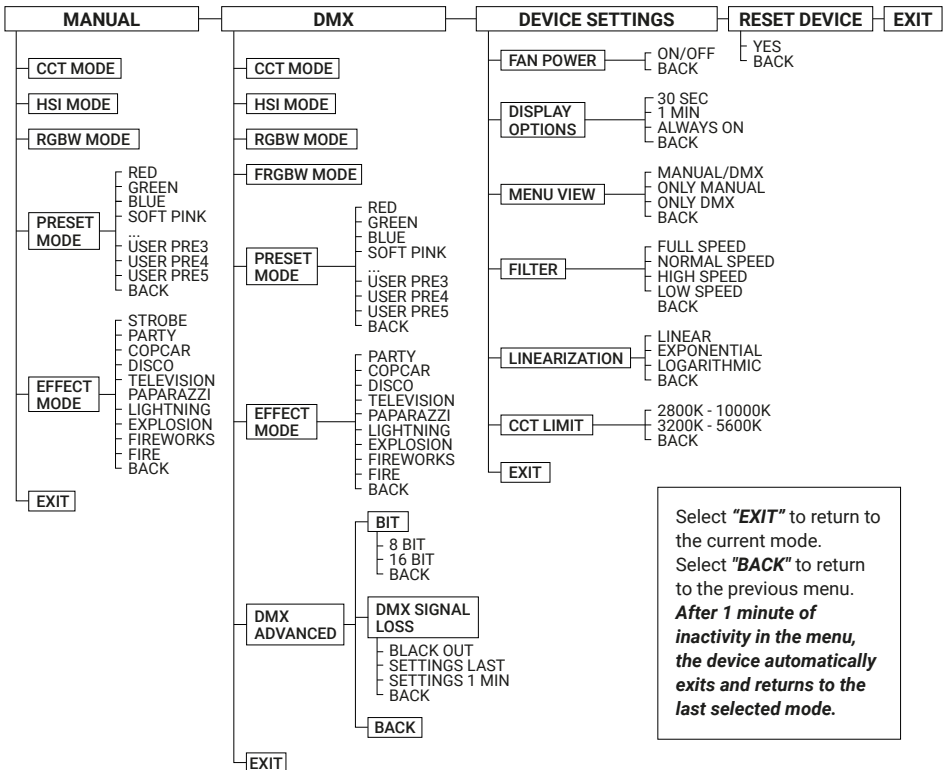 MANUAL
CCT MODE
HSI MODE
RGBW MODE
PRESET
MODE
RED
GREEN
BLUE
SOFT PINK
...
USER PRE3
USER PRE4
USER PRE5
BACK
EFFECT
MODE
STROBE
PARTY
COPCAR
DISCO
TELEVISION
PAPARAZZI
LIGHTNING
EXPLOSION
FIREWORKS
FIRE
BACK
EXIT
DMX
CCT MODE
HSI MODE
RGBW MODE
FRGBW MODE
PRESET
MODE
RED
GREEN
BLUE
SOFT PINK
...
USER PRE3
USER PRE4
USER PRE5
BACK
EFFECT
MODE
PARTY
COPCAR
DISCO
TELEVISION
PAPARAZZI
LIGHTNING
EXPLOSION
FIREWORKS
FIRE
BACK
DMX
ADVANCED
BIT
8 BIT
16 BIT
BACK
DMX SIGNAL
LOSS
BLACK OUT
SETTINGS LAST
SETTINGS 1 MIN
BACK
BACK
EXIT
DEVICE SETTINGS
FAN POWER
ON/OFF
BACK
DISPLAY
OPTIONS
30 SEC
1 MIN
ALWAYS ON
BACK
MENU VIEW
MANUAL/DMX
ONLY MANUAL
ONLY DMX
BACK
FILTER
FULL SPEED
NORMAL SPEED
HIGH SPEED
LOW SPEED
BACK
LINEARIZATION
LINEAR
EXPONENTIAL
LOGARITHMIC
BACK
CCT LIMIT
2800K - 10000K
3200K - 5600K
BACK
EXIT
RESET DEVICE
YES
BACK
EXIT
Select “EXIT” to return to
the current mode.
Select "BACK" to return
to the previous menu.
After 1 minute of
inactivity in the menu,
the device automatically
exits and returns to the
last selected mode.